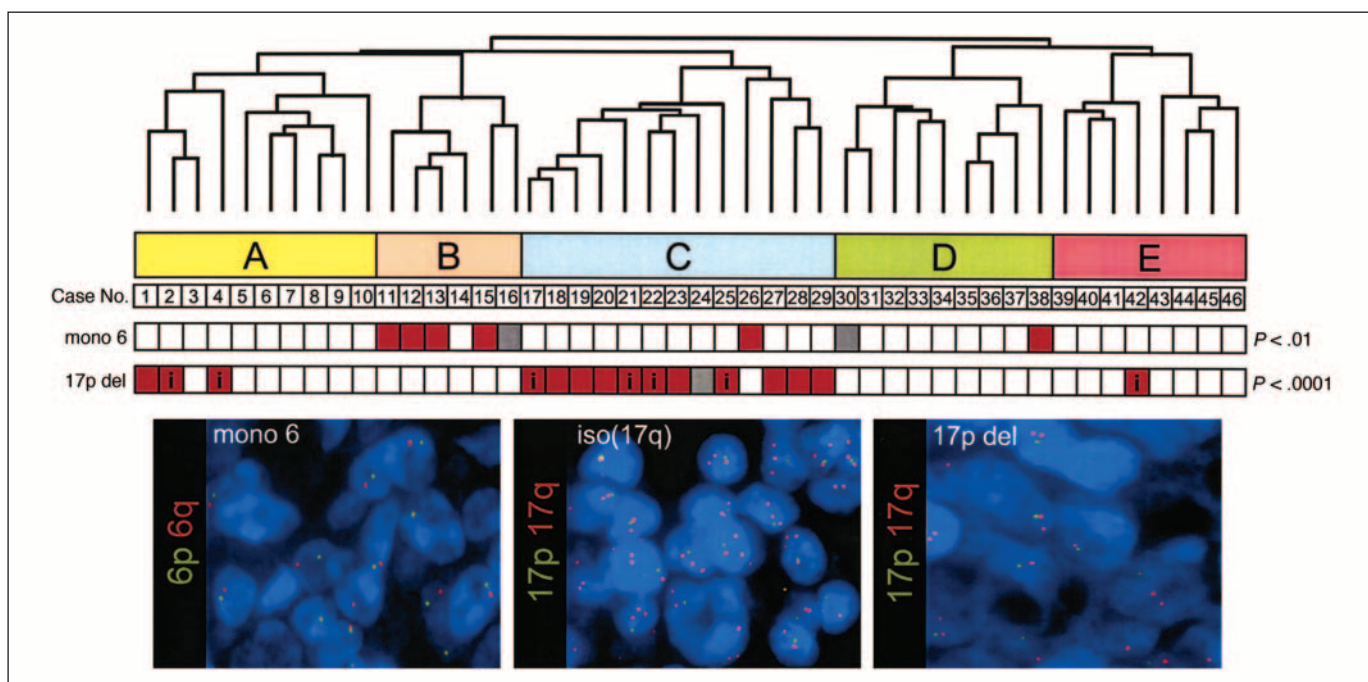 A B C D E
Case No. 1 2 3 4 5 6 7 8 9 10 11 12 13 14 15 16 17 18 19 20 21 22 23 24 25 26 27 28 29 30 31 32 33 34 35 36 37 38 39 40 41 42 43 44 45 46
mono 6 P < .01
17p del i i i i i i i P < .0001
mono 6 iso(17q) 17p del
6p 6q
17p 17q
17p 17q